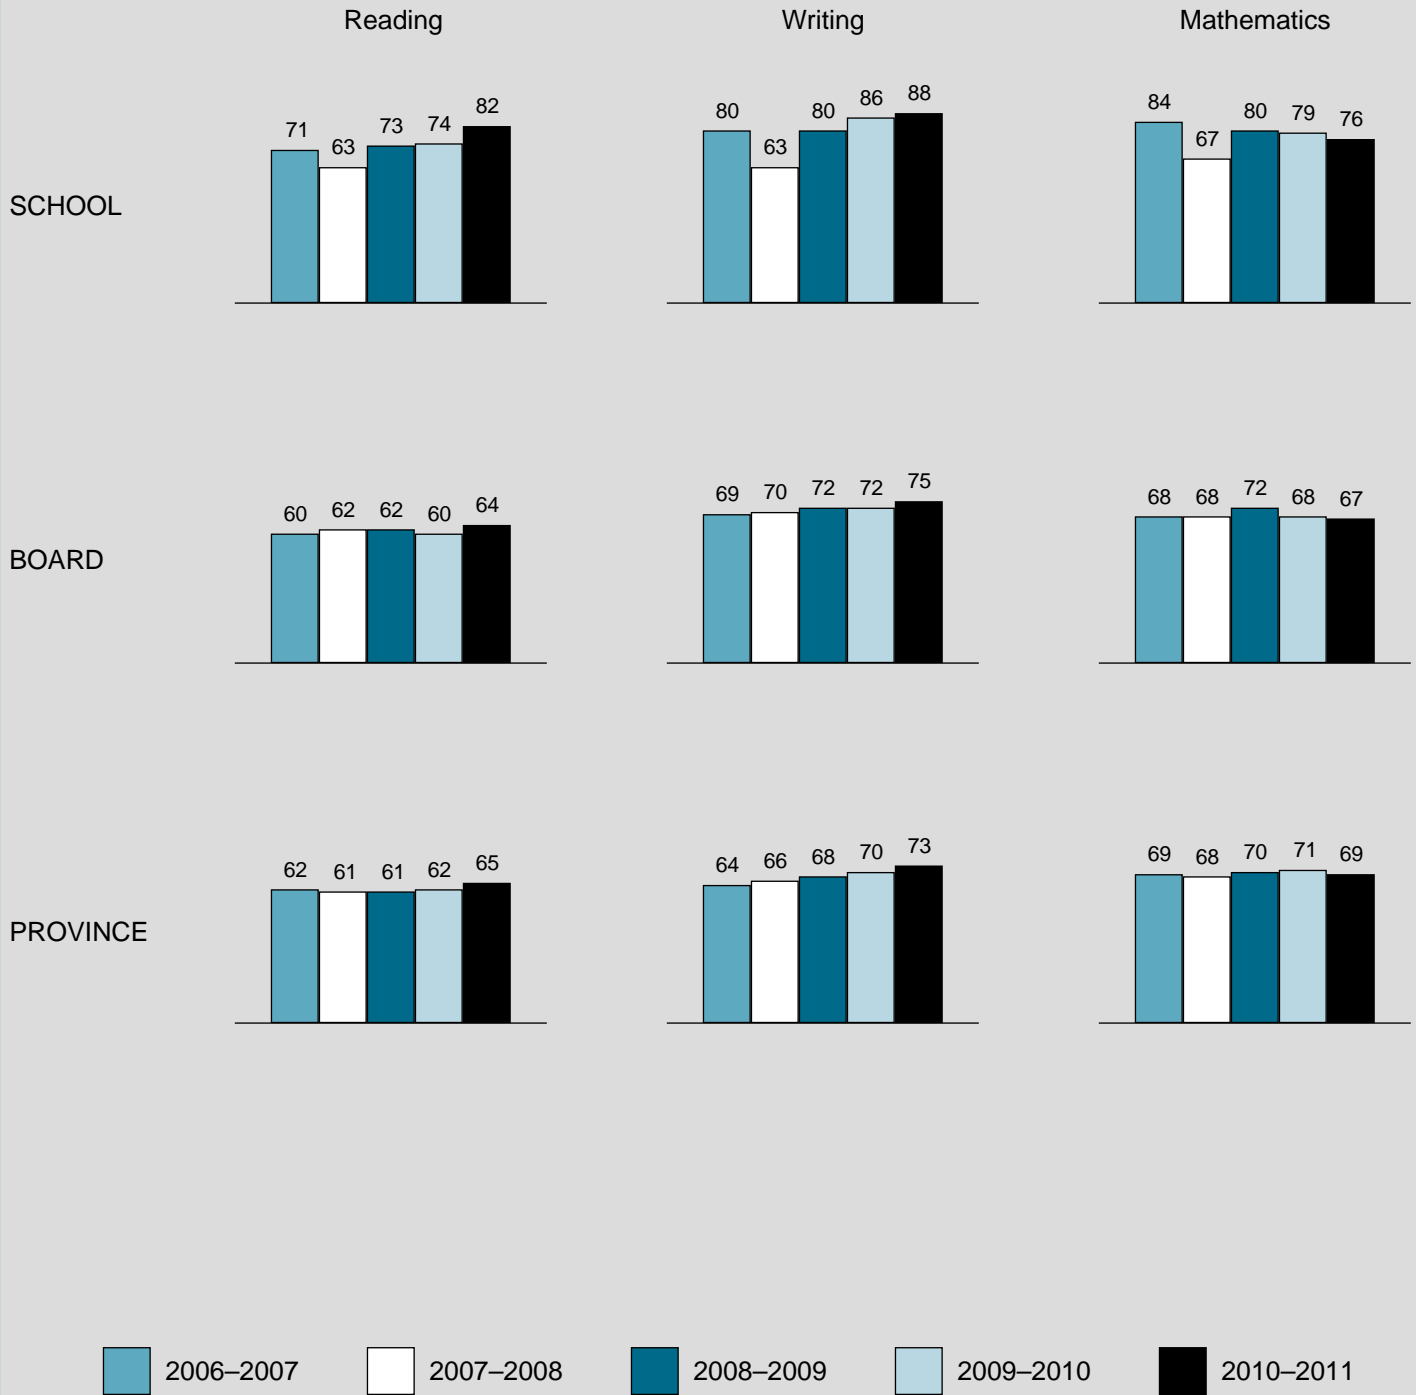 Reading Writing Mathematics
82
71 73 74
63
80 80 86 88
63
84 80 79 76
67
SCHOOL
60 62 62 60 64
69 70 72 72 75
68 68 72 68 67
BOARD
62 61 61 62 65
64 66 68 70 73
69 68 70 71 69
PROVINCE
2006–2007 2007–2008 2008–2009 2009–2010 2010–2011